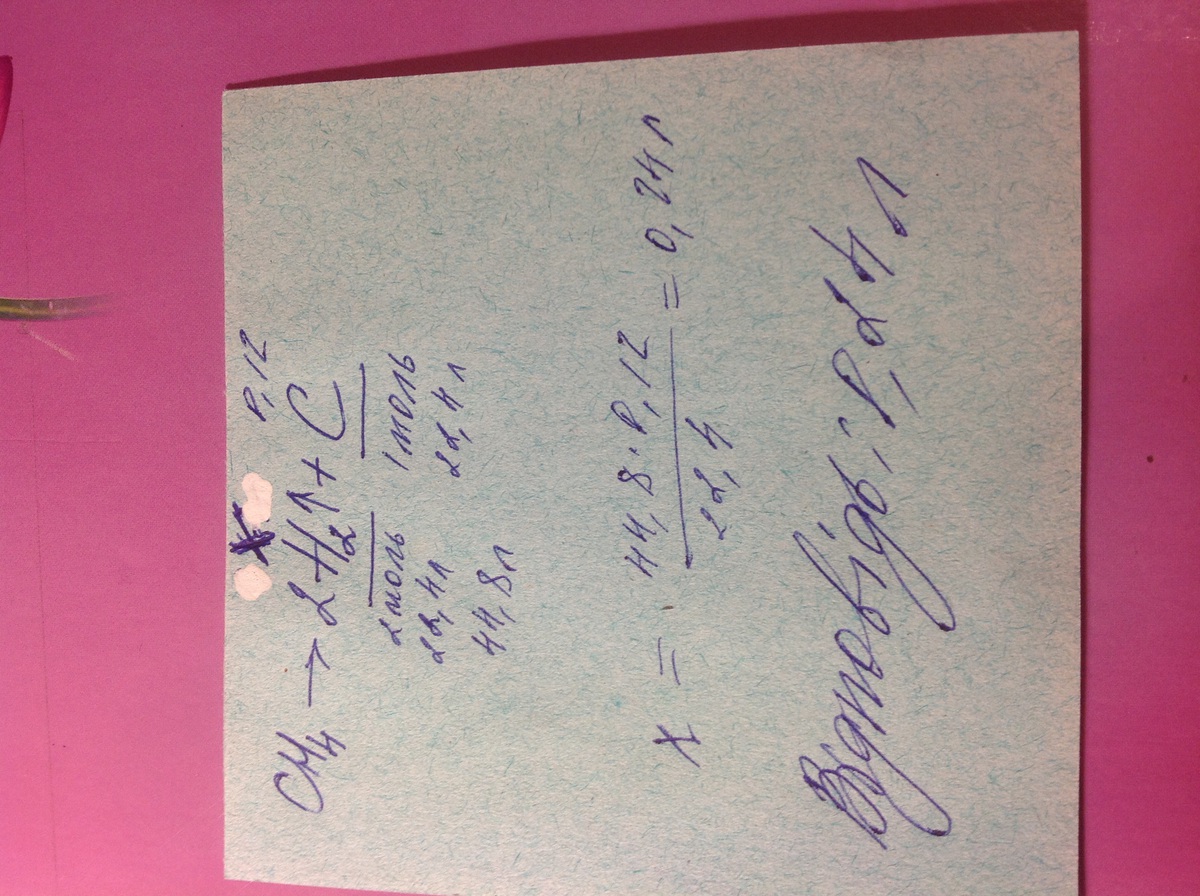 x 0,12
CH₄ → 2H₂↑ + C
2моль 1моль
22,4л 22,4л
44,8л
x = 44,8·0,12 / 22,4 = 0,24л
Відповідь: 0,24 л